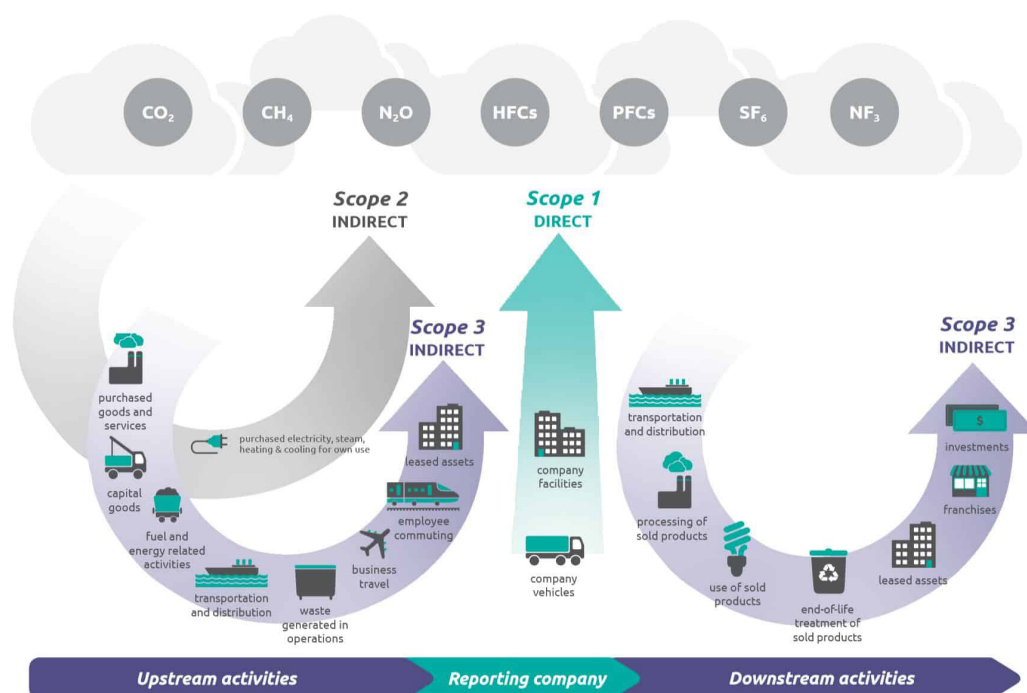 CO₂
CH₄
N₂O
HFCs
PFCs
SF₆
NF₃
Scope 2
INDIRECT
Scope 1
DIRECT
Scope 3
INDIRECT
Scope 3
INDIRECT
purchased
goods and
services
capital
goods
fuel and
energy related
activities
transportation
and distribution
waste
generated in
operations
business
travel
employee
commuting
leased assets
purchased electricity, steam,
heating & cooling for own use
company
facilities
company
vehicles
transportation
and distribution
processing of
sold products
use of sold
products
end-of-life
treatment of
sold products
leased assets
franchises
$
investments
Upstream activities
Reporting company
Downstream activities